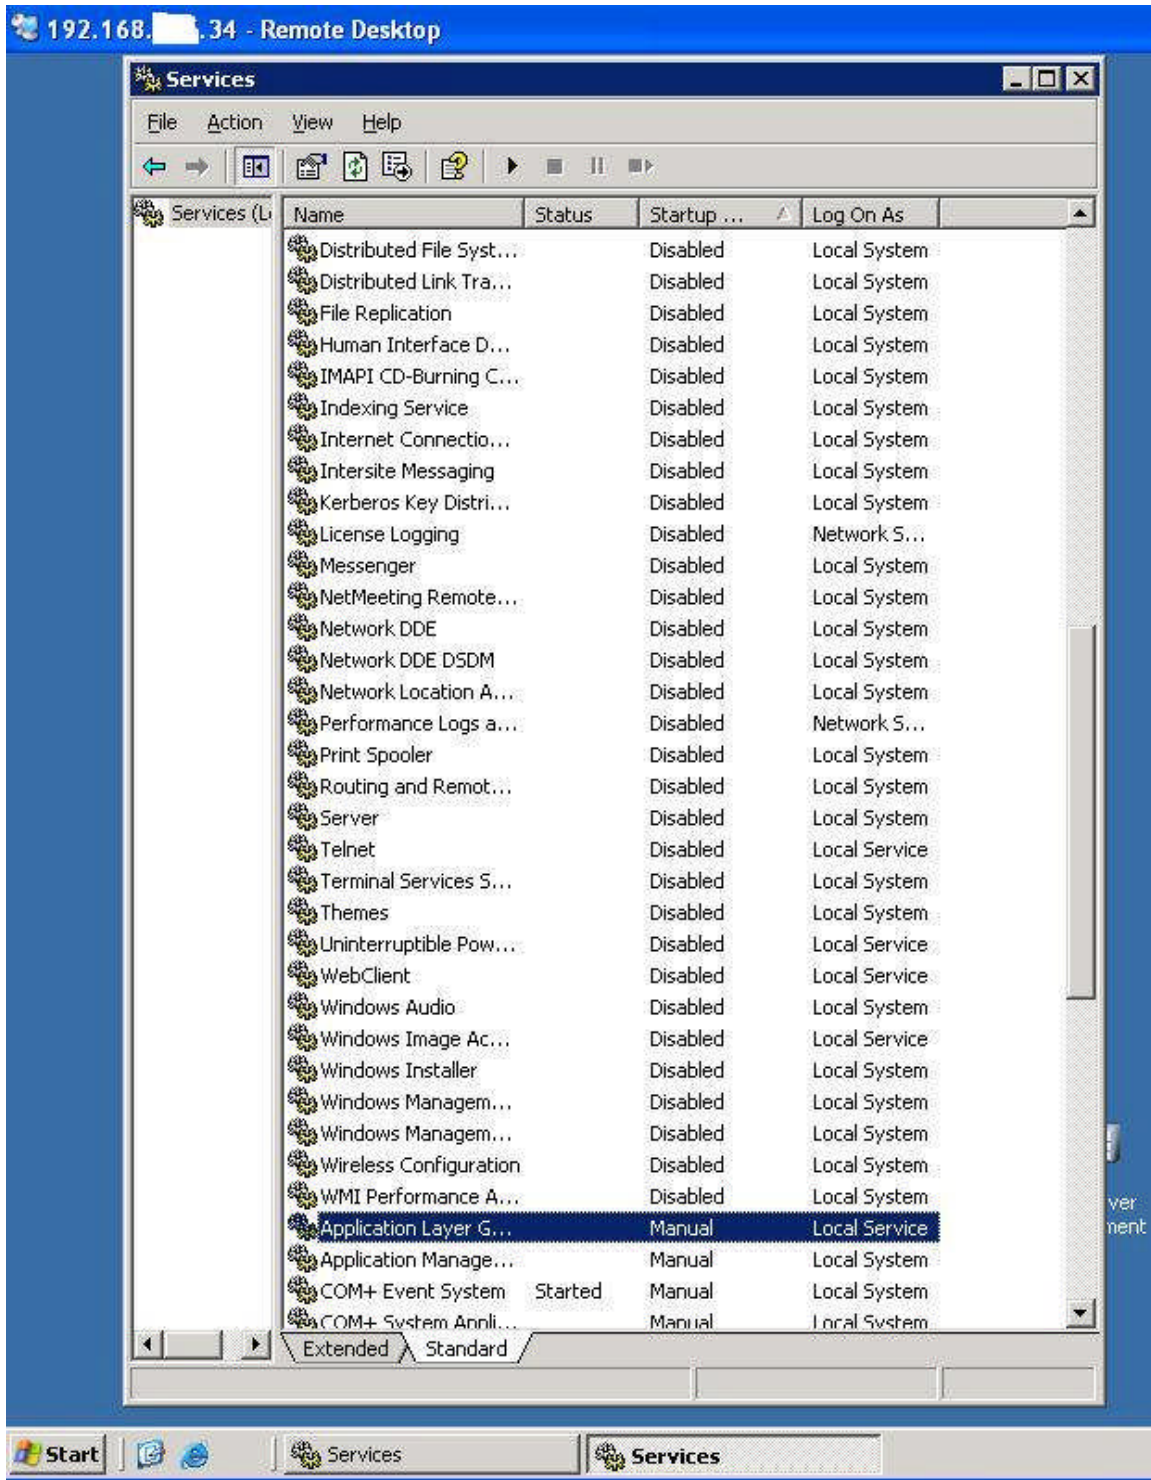 192.168. .34 - Remote Desktop
Services
File Action View Help
Services (L
Name Status Startup ... Log On As
Distributed File Syst... Disabled Local System
Distributed Link Tra... Disabled Local System
File Replication Disabled Local System
Human Interface D... Disabled Local System
IMAPI CD-Burning C... Disabled Local System
Indexing Service Disabled Local System
Internet Connectio... Disabled Local System
Intersite Messaging Disabled Local System
Kerberos Key Distri... Disabled Local System
License Logging Disabled Network S...
Messenger Disabled Local System
NetMeeting Remote... Disabled Local System
Network DDE Disabled Local System
Network DDE DSDM Disabled Local System
Network Location A... Disabled Local System
Performance Logs a... Disabled Network S...
Print Spooler Disabled Local System
Routing and Remot... Disabled Local System
Server Disabled Local System
Telnet Disabled Local Service
Terminal Services S... Disabled Local System
Themes Disabled Local System
Uninterruptible Pow... Disabled Local Service
WebClient Disabled Local Service
Windows Audio Disabled Local System
Windows Image Ac... Disabled Local Service
Windows Installer Disabled Local System
Windows Managem... Disabled Local System
Windows Managem... Disabled Local System
Wireless Configuration Disabled Local System
WMI Performance A... Disabled Local System
Application Layer G... Manual Local Service
Application Manage... Manual Local System
COM+ Event System Started Manual Local System
COM+ System Appli... Manual Local System
ver
ment
Extended Standard
Start Services Services